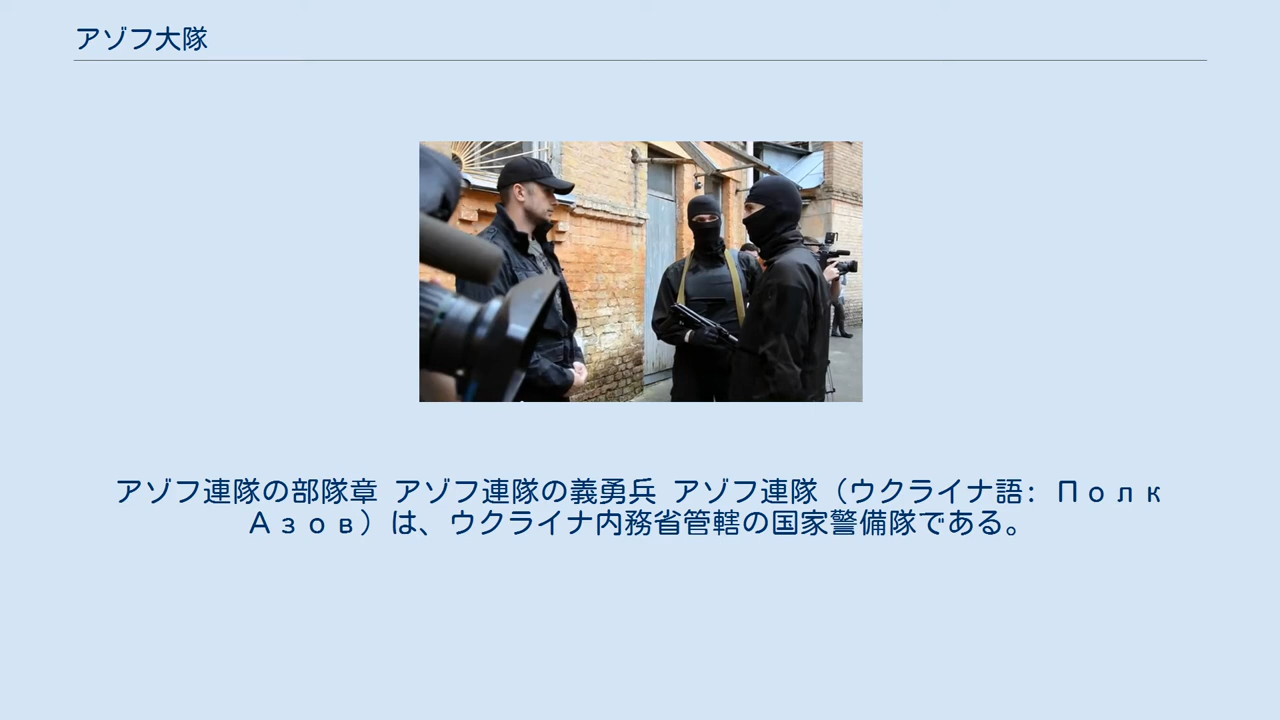 アゾフ大隊
アゾフ連隊の部隊章 アゾフ連隊の義勇兵 アゾフ連隊（ウクライナ語: Полк
Азов）は、ウクライナ内務省管轄の国家警備隊である。